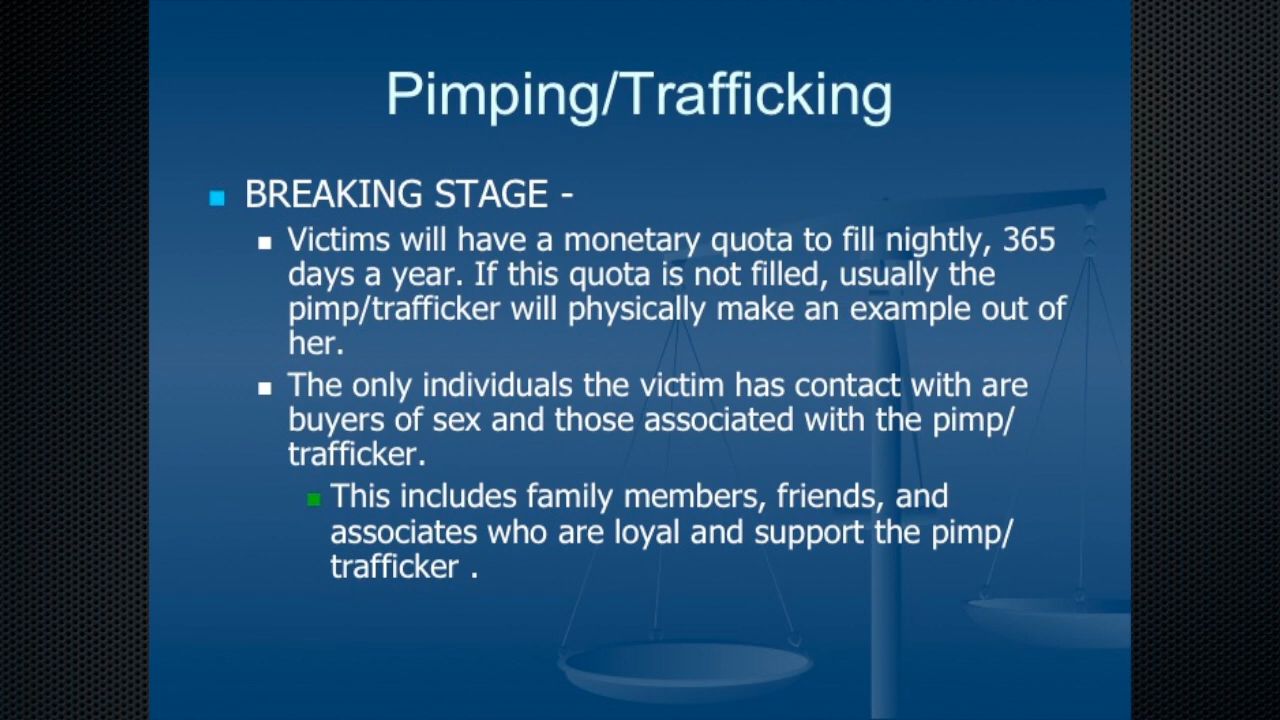 Pimping/Trafficking
BREAKING STAGE -
Victims will have a monetary quota to fill nightly, 365
days a year. If this quota is not filled, usually the
pimp/trafficker will physically make an example out of
her.
The only individuals the victim has contact with are
buyers of sex and those associated with the pimp/
trafficker.
This includes family members, friends, and
associates who are loyal and support the pimp/
trafficker .